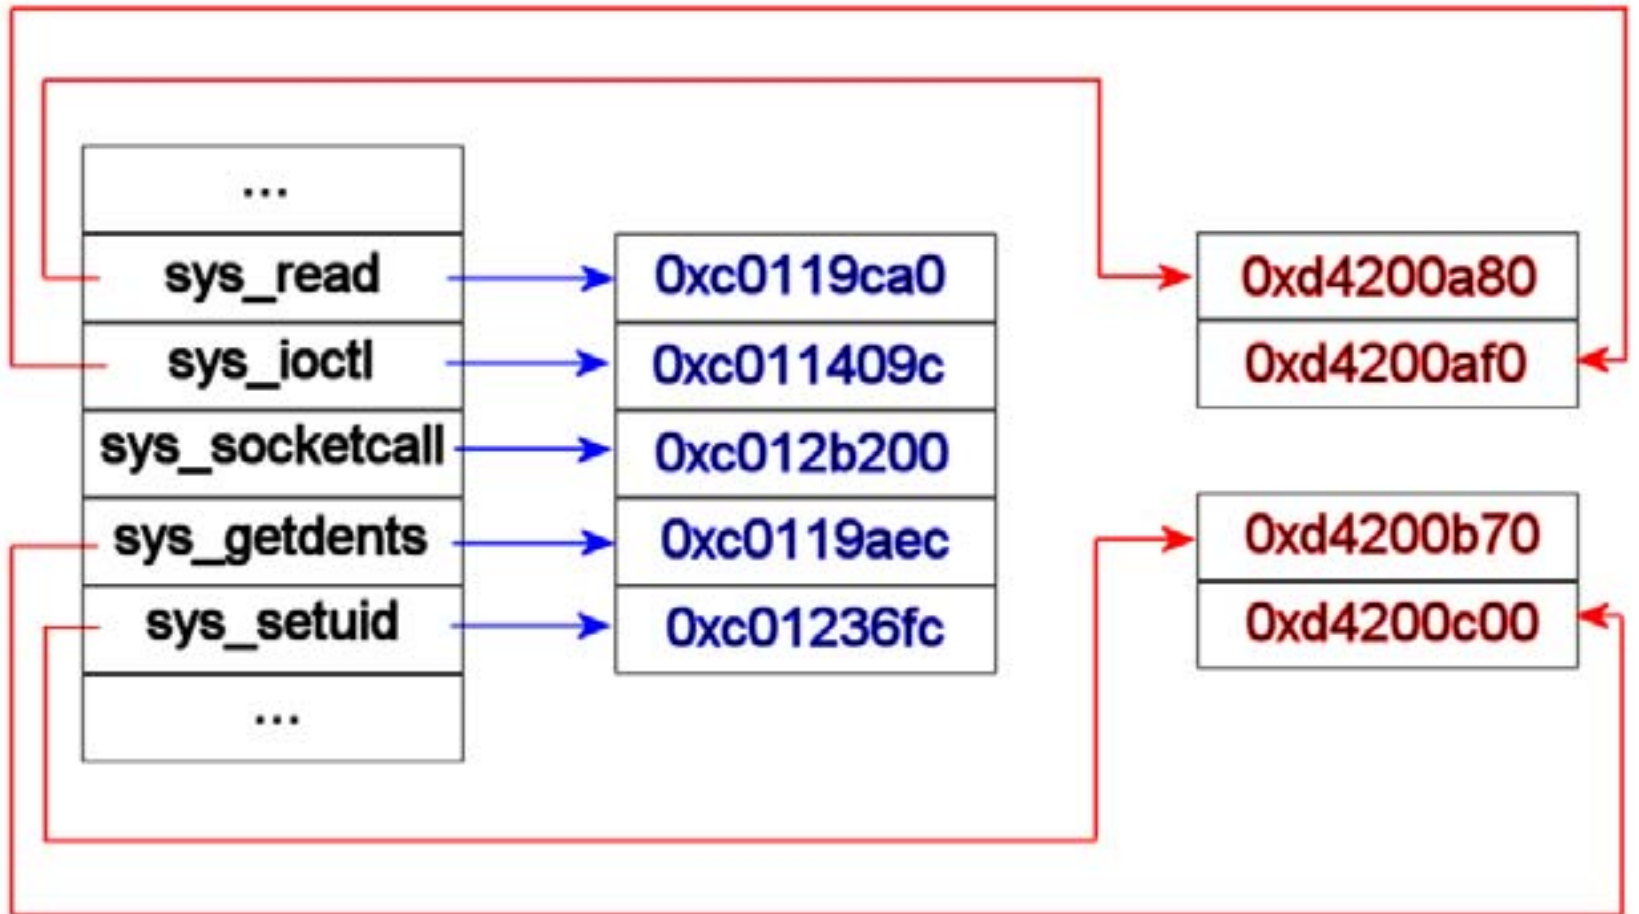 ...
sys_read
0xc0119ca0
0xd4200a80
sys_ioctl
0xc011409c
0xd4200af0
sys_socketcall
0xc012b200
sys_getdents
0xc0119aec
0xd4200b70
sys_setuid
0xc01236fc
0xd4200c00
...